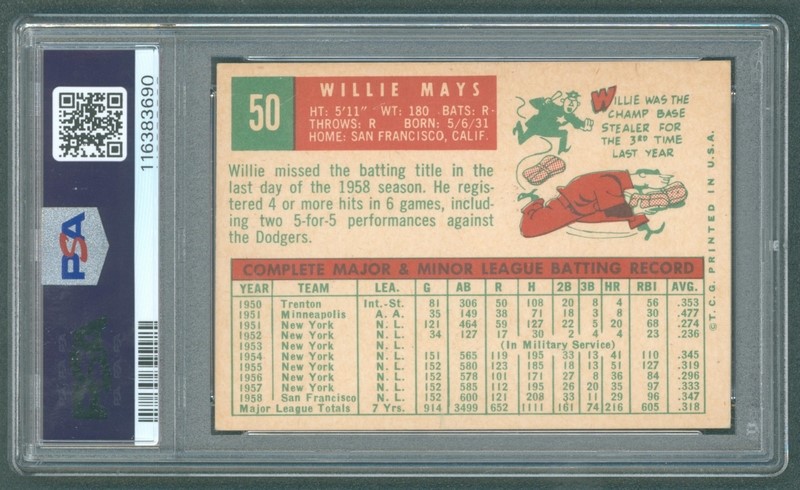 116383690
PSA
50
WILLIE MAYS
HT: 5'11" WT: 180 BATS: R-
THROWS: R BORN: 5/6/31
HOME: SAN FRANCISCO, CALIF.
Willie missed the batting title in the
last day of the 1958 season. He regis-
tered 4 or more hits in 6 games, includ-
ing two 5-for-5 performances against
the Dodgers.
WILLIE WAS THE
CHAMP BASE
STEALER FOR
THE 3RD TIME
LAST YEAR
COMPLETE MAJOR & MINOR LEAGUE BATTING RECORD
YEAR TEAM LEA. G AB R H 2B 3B HR RBI AVG.
1950 Trenton Int.-St. 81 306 50 108 20 8 4 56 .353
1951 Minneapolis A. A. 35 149 38 71 18 3 8 30 .477
1951 New York N. L. 121 464 59 127 22 5 20 68 .274
1952 New York N. L. 34 127 17 30 2 4 4 23 .236
1953 New York N. L. (In Military Service)
1954 New York N. L. 151 565 119 195 33 13 41 110 .345
1955 New York N. L. 152 580 123 185 18 13 51 127 .319
1956 New York N. L. 152 578 101 171 27 8 36 84 .296
1957 New York N. L. 152 585 112 195 26 20 35 97 .333
1958 San Francisco N. L. 152 600 121 208 33 11 29 96 .347
Major League Totals 7 Yrs. 914 3499 652 1111 161 74 216 605 .318
© T.C.G. PRINTED IN U.S.A.